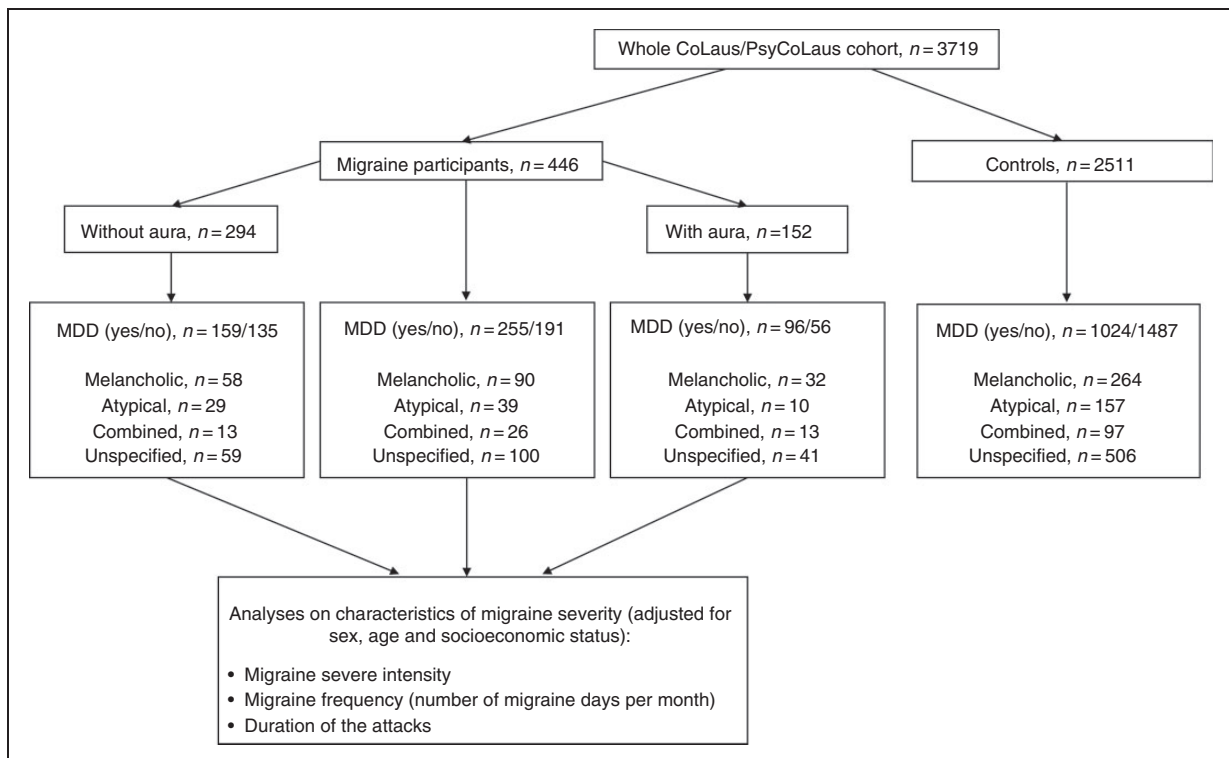 Whole CoLaus/PsyCoLaus cohort, n = 3719
Migraine participants, n = 446
Controls, n = 2511
Without aura, n = 294
With aura, n =152
MDD (yes/no), n = 159/135
Melancholic, n = 58
Atypical, n = 29
Combined, n = 13
Unspecified, n = 59
MDD (yes/no), n = 255/191
Melancholic, n = 90
Atypical, n = 39
Combined, n = 26
Unspecified, n = 100
MDD (yes/no), n = 96/56
Melancholic, n = 32
Atypical, n = 10
Combined, n = 13
Unspecified, n = 41
MDD (yes/no), n = 1024/1487
Melancholic, n = 264
Atypical, n = 157
Combined, n = 97
Unspecified, n = 506
Analyses on characteristics of migraine severity (adjusted for
sex, age and socioeconomic status):
• Migraine severe intensity
• Migraine frequency (number of migraine days per month)
• Duration of the attacks